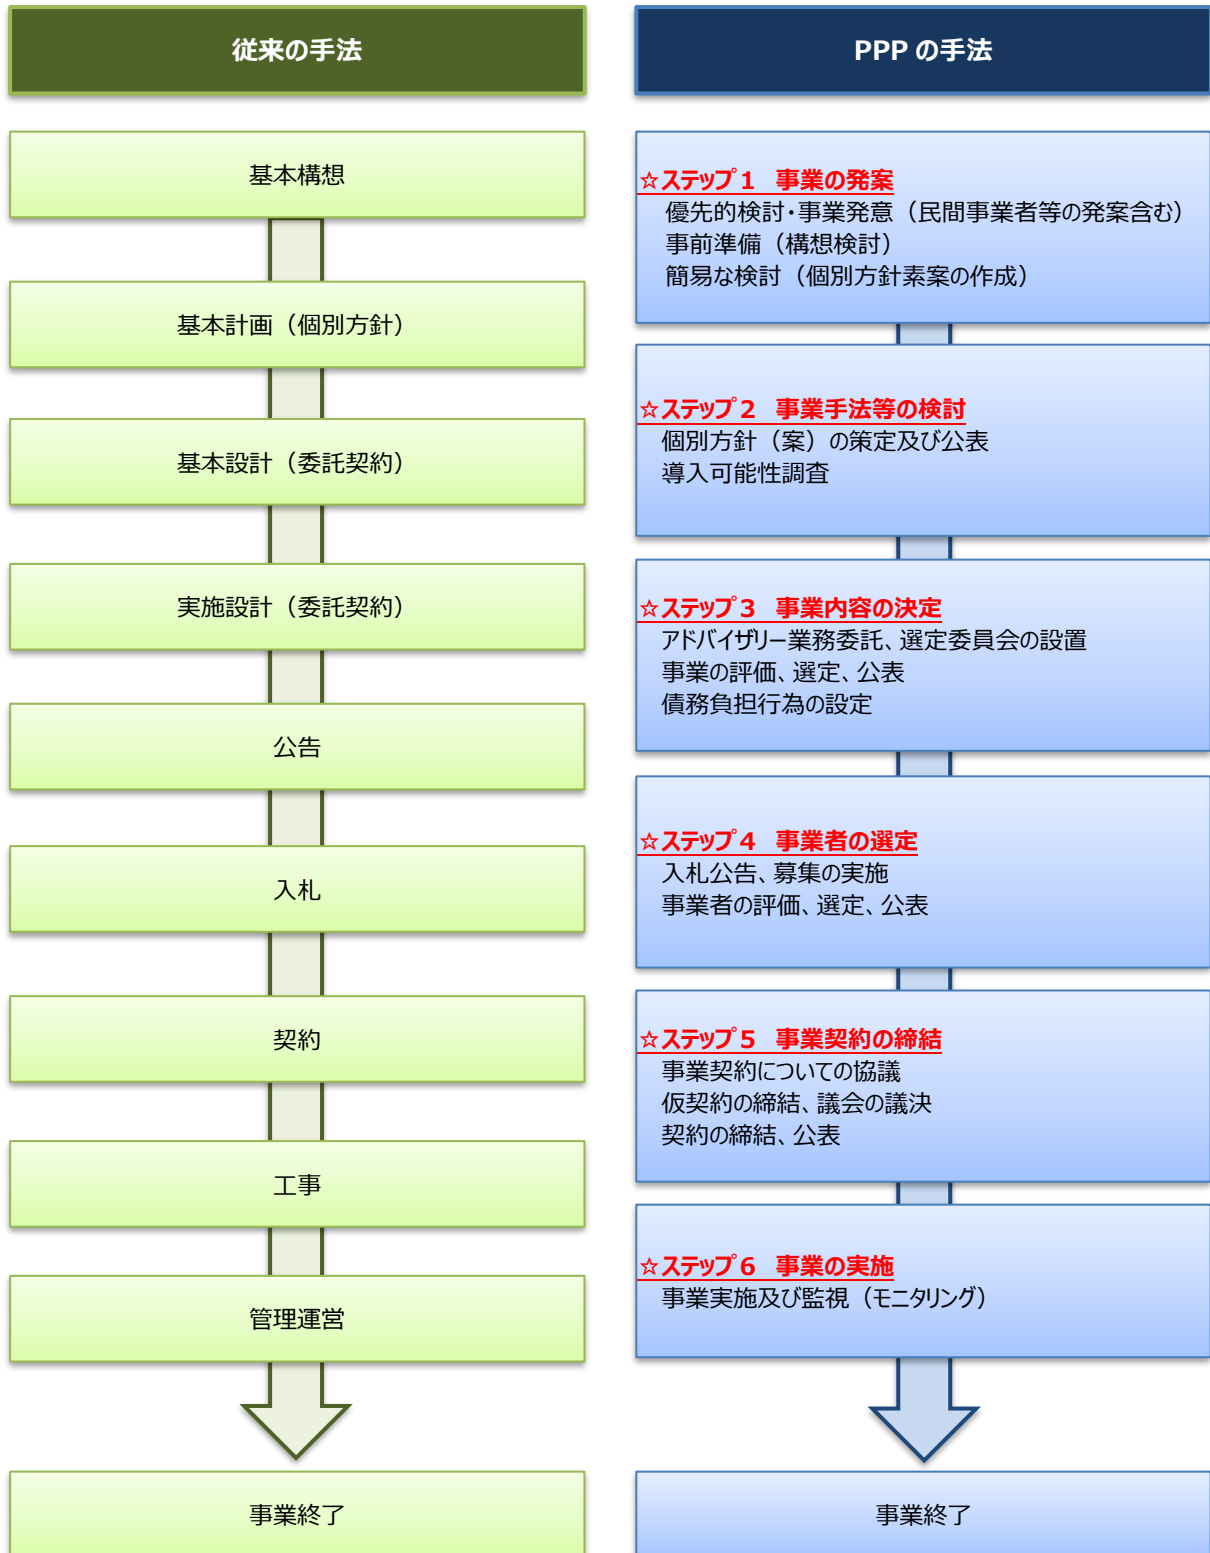 従来の手法
基本構想
基本計画（個別方針）
基本設計（委託契約）
実施設計（委託契約）
公告
入札
契約
工事
管理運営
事業終了
PPP の手法
☆ステップ１　事業の発案
優先的検討・事業発意（民間事業者等の発案含む）
事前準備（構想検討）
簡易な検討（個別方針素案の作成）
☆ステップ２　事業手法等の検討
個別方針（案）の策定及び公表
導入可能性調査
☆ステップ３　事業内容の決定
アドバイザリー業務委託、選定委員会の設置
事業の評価、選定、公表
債務負担行為の設定
☆ステップ４　事業者の選定
入札公告、募集の実施
事業者の評価、選定、公表
☆ステップ５　事業契約の締結
事業契約についての協議
仮契約の締結、議会の議決
契約の締結、公表
☆ステップ６　事業の実施
事業実施及び監視（モニタリング）
事業終了